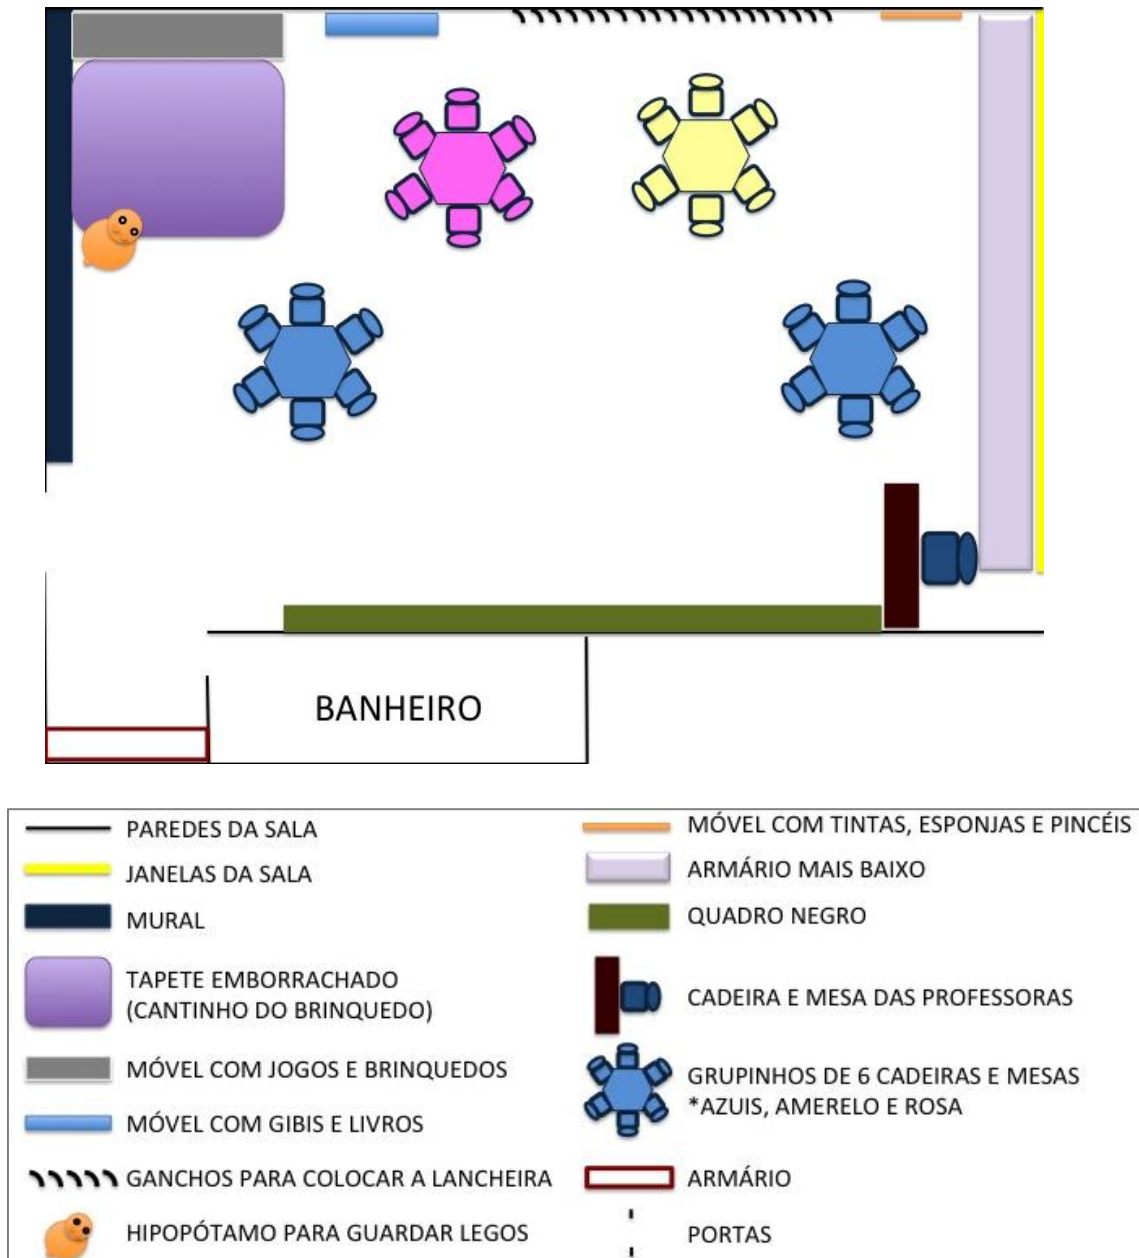 BANHEIRO
PAREDES DA SALA
JANELAS DA SALA
MURAL
TAPETE EMBORRACHADO
(CANTINHO DO BRINQUEDO)
MÓVEL COM JOGOS E BRINQUEDOS
MÓVEL COM GIBIS E LIVROS
GANCHOS PARA COLOCAR A LANCHEIRA
HIPOPÓTAMO PARA GUARDAR LEGOS
MÓVEL COM TINTAS, ESPONJAS E PINCÉIS
ARMÁRIO MAIS BAIXO
QUADRO NEGRO
CADEIRA E MESA DAS PROFESSORAS
GRUPINHOS DE 6 CADEIRAS E MESAS
*AZUIS, AMERELO E ROSA
ARMÁRIO
PORTAS